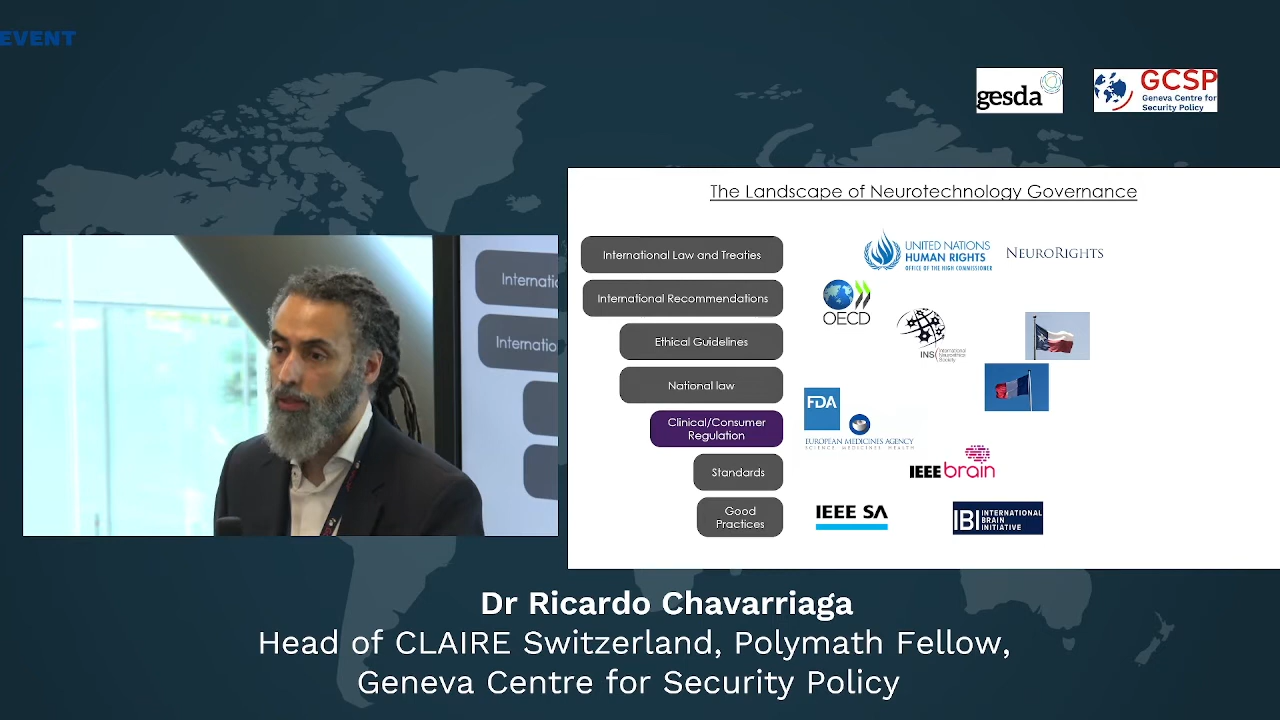 EVENT
gesda
GCSP
Geneva Centre for
Security Policy
The Landscape of Neurotechnology Governance
International Law and Treaties
UNITED NATIONS
HUMAN RIGHTS
OFFICE OF THE HIGH COMMISSIONER
NEURORIGHTS
International Recommendations
OECD
Ethical Guidelines
INS
International
Neuroethics
Society
National law
FDA
Clinical/Consumer
Regulation
EUROPEAN MEDICINES AGENCY
SCIENCE MEDICINES HEALTH
Standards
IEEE brain
Good
Practices
IEEE SA
IBI INTERNATIONAL
BRAIN
INITIATIVE
Internatio
Internatio
Dr Ricardo Chavarriaga
Head of CLAIRE Switzerland, Polymath Fellow,
Geneva Centre for Security Policy